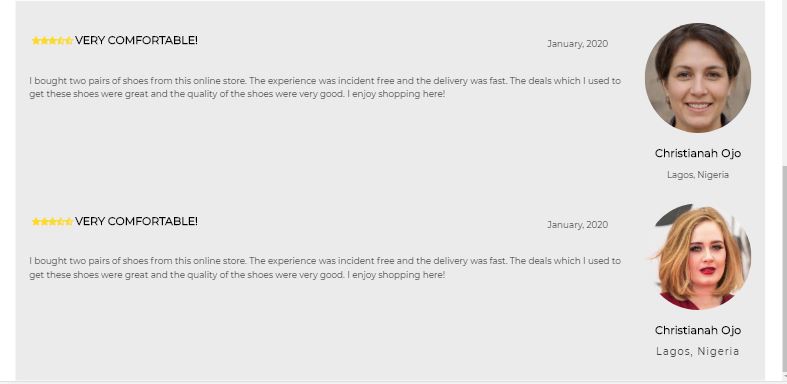 VERY COMFORTABLE!
January, 2020
I bought two pairs of shoes from this online store. The experience was incident free and the delivery was fast. The deals which I used to
get these shoes were great and the quality of the shoes were very good. I enjoy shopping here!
Christianah Ojo
Lagos, Nigeria
VERY COMFORTABLE!
January, 2020
I bought two pairs of shoes from this online store. The experience was incident free and the delivery was fast. The deals which I used to
get these shoes were great and the quality of the shoes were very good. I enjoy shopping here!
Christianah Ojo
Lagos, Nigeria